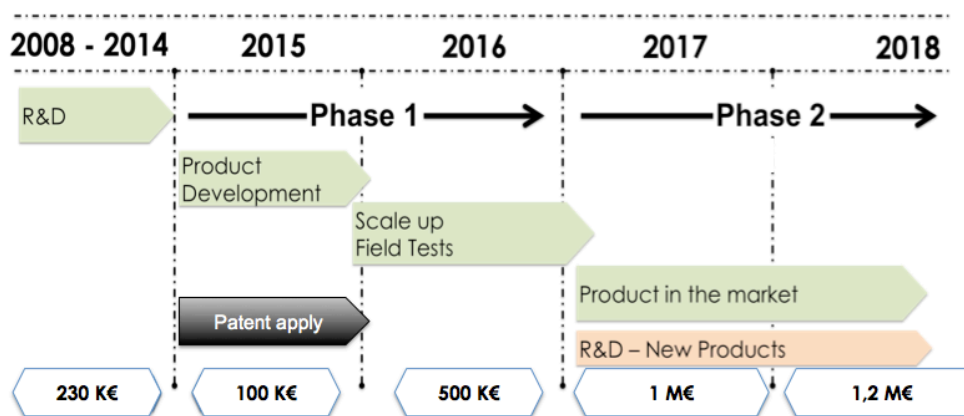 2008 - 2014 2015 2016 2017 2018
R&D
Phase 1
Phase 2
Product
Development
Scale up
Field Tests
Product in the market
Patent apply
R&D – New Products
230 K€ 100 K€ 500 K€ 1 M€ 1,2 M€